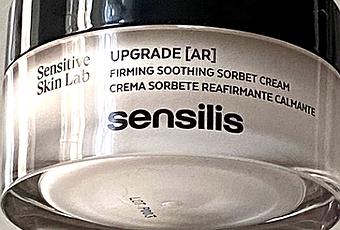 Sensitive
Skin Lab
UPGRADE [AR]
FIRMING SOOTHING SORBET CREAM
CREMA SORBETE REAFIRMANTE CALMANTE
sensilis